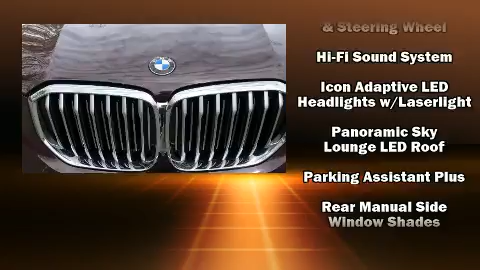 & Steering Wheel
Hi-Fi Sound System
Icon Adaptive LED
Headlights w/Laserlight
Panoramic Sky
Lounge LED Roof
Parking Assistant Plus
Rear Manual Side
Window Shades